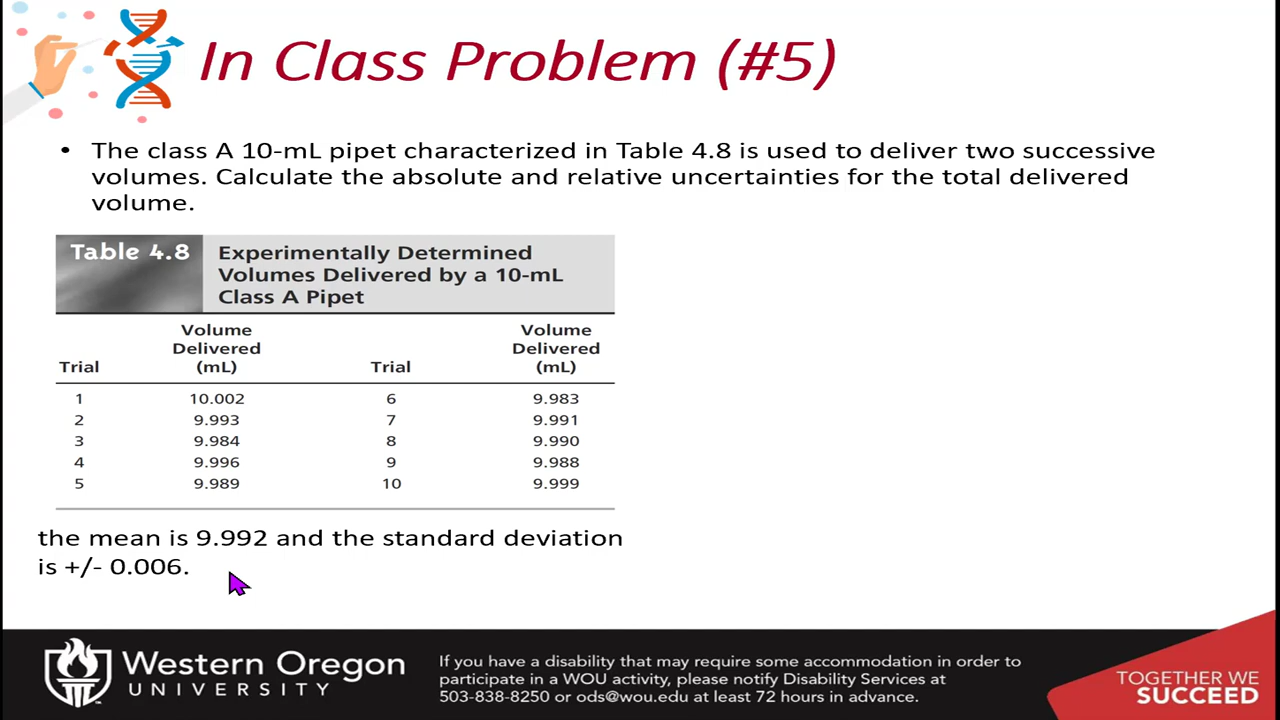 In Class Problem (#5)
• The class A 10-mL pipet characterized in Table 4.8 is used to deliver two successive
volumes. Calculate the absolute and relative uncertainties for the total delivered
volume.
Table 4.8
Experimentally Determined
Volumes Delivered by a 10-mL
Class A Pipet
Volume Volume
Delivered Delivered
Trial (mL) Trial (mL)
1 10.002 6 9.983
2 9.993 7 9.991
3 9.984 8 9.990
4 9.996 9 9.988
5 9.989 10 9.999
the mean is 9.992 and the standard deviation
is +/- 0.006.
Western Oregon
UNIVERSITY
If you have a disability that may require some accommodation in order to
participate in a WOU activity, please notify Disability Services at
503-838-8250 or ods@wou.edu at least 72 hours in advance.
TOGETHER WE
SUCCEED